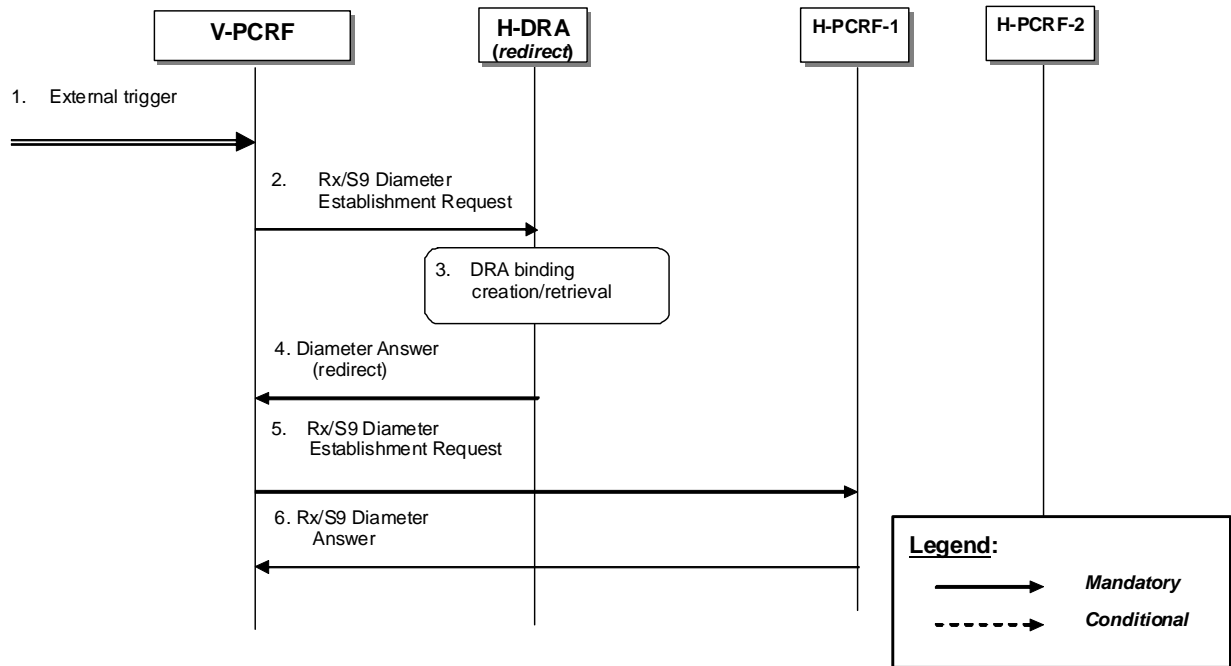 V-PCRF
H-DRA
(redirect)
H-PCRF-1
H-PCRF-2
1. External trigger
2. Rx/S9 Diameter
Establishment Request
3. DRA binding
creation/retrieval
4. Diameter Answer
(redirect)
5. Rx/S9 Diameter
Establishment Request
6. Rx/S9 Diameter
Answer
Legend:
Mandatory
Conditional